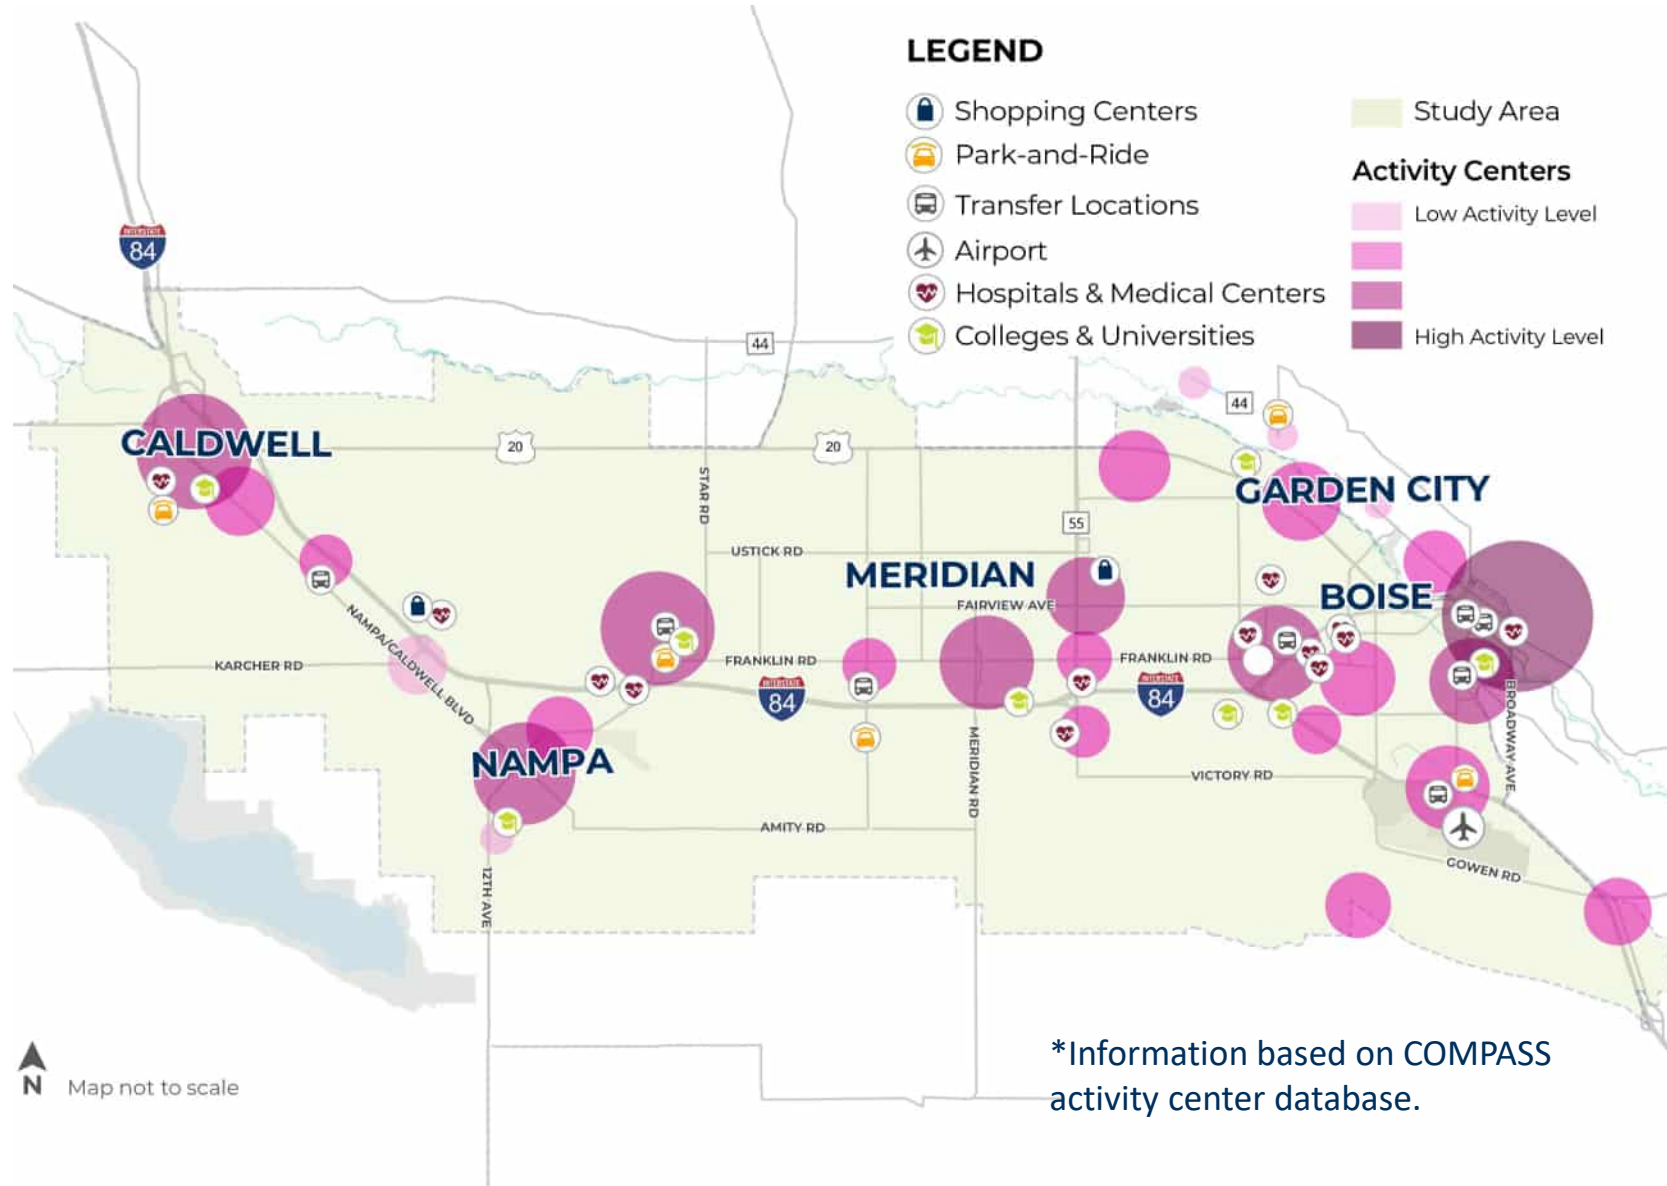 LEGEND
Shopping Centers
Park-and-Ride
Transfer Locations
Airport
Hospitals & Medical Centers
Colleges & Universities
Study Area
Activity Centers
Low Activity Level
High Activity Level
INTERSTATE
84
44
44
CALDWELL
20
20
STAR RD
GARDEN CITY
55
USTICK RD
MERIDIAN
FAIRVIEW AVE
BOISE
NAMPA/CALDWELL BLVD
KARCHER RD
FRANKLIN RD
FRANKLIN RD
INTERSTATE
84
INTERSTATE
84
BROADWAY AVE
NAMPA
MERIDIAN RD
VICTORY RD
AMITY RD
GOWEN RD
12TH AVE
N
Map not to scale
*Information based on COMPASS
activity center database.